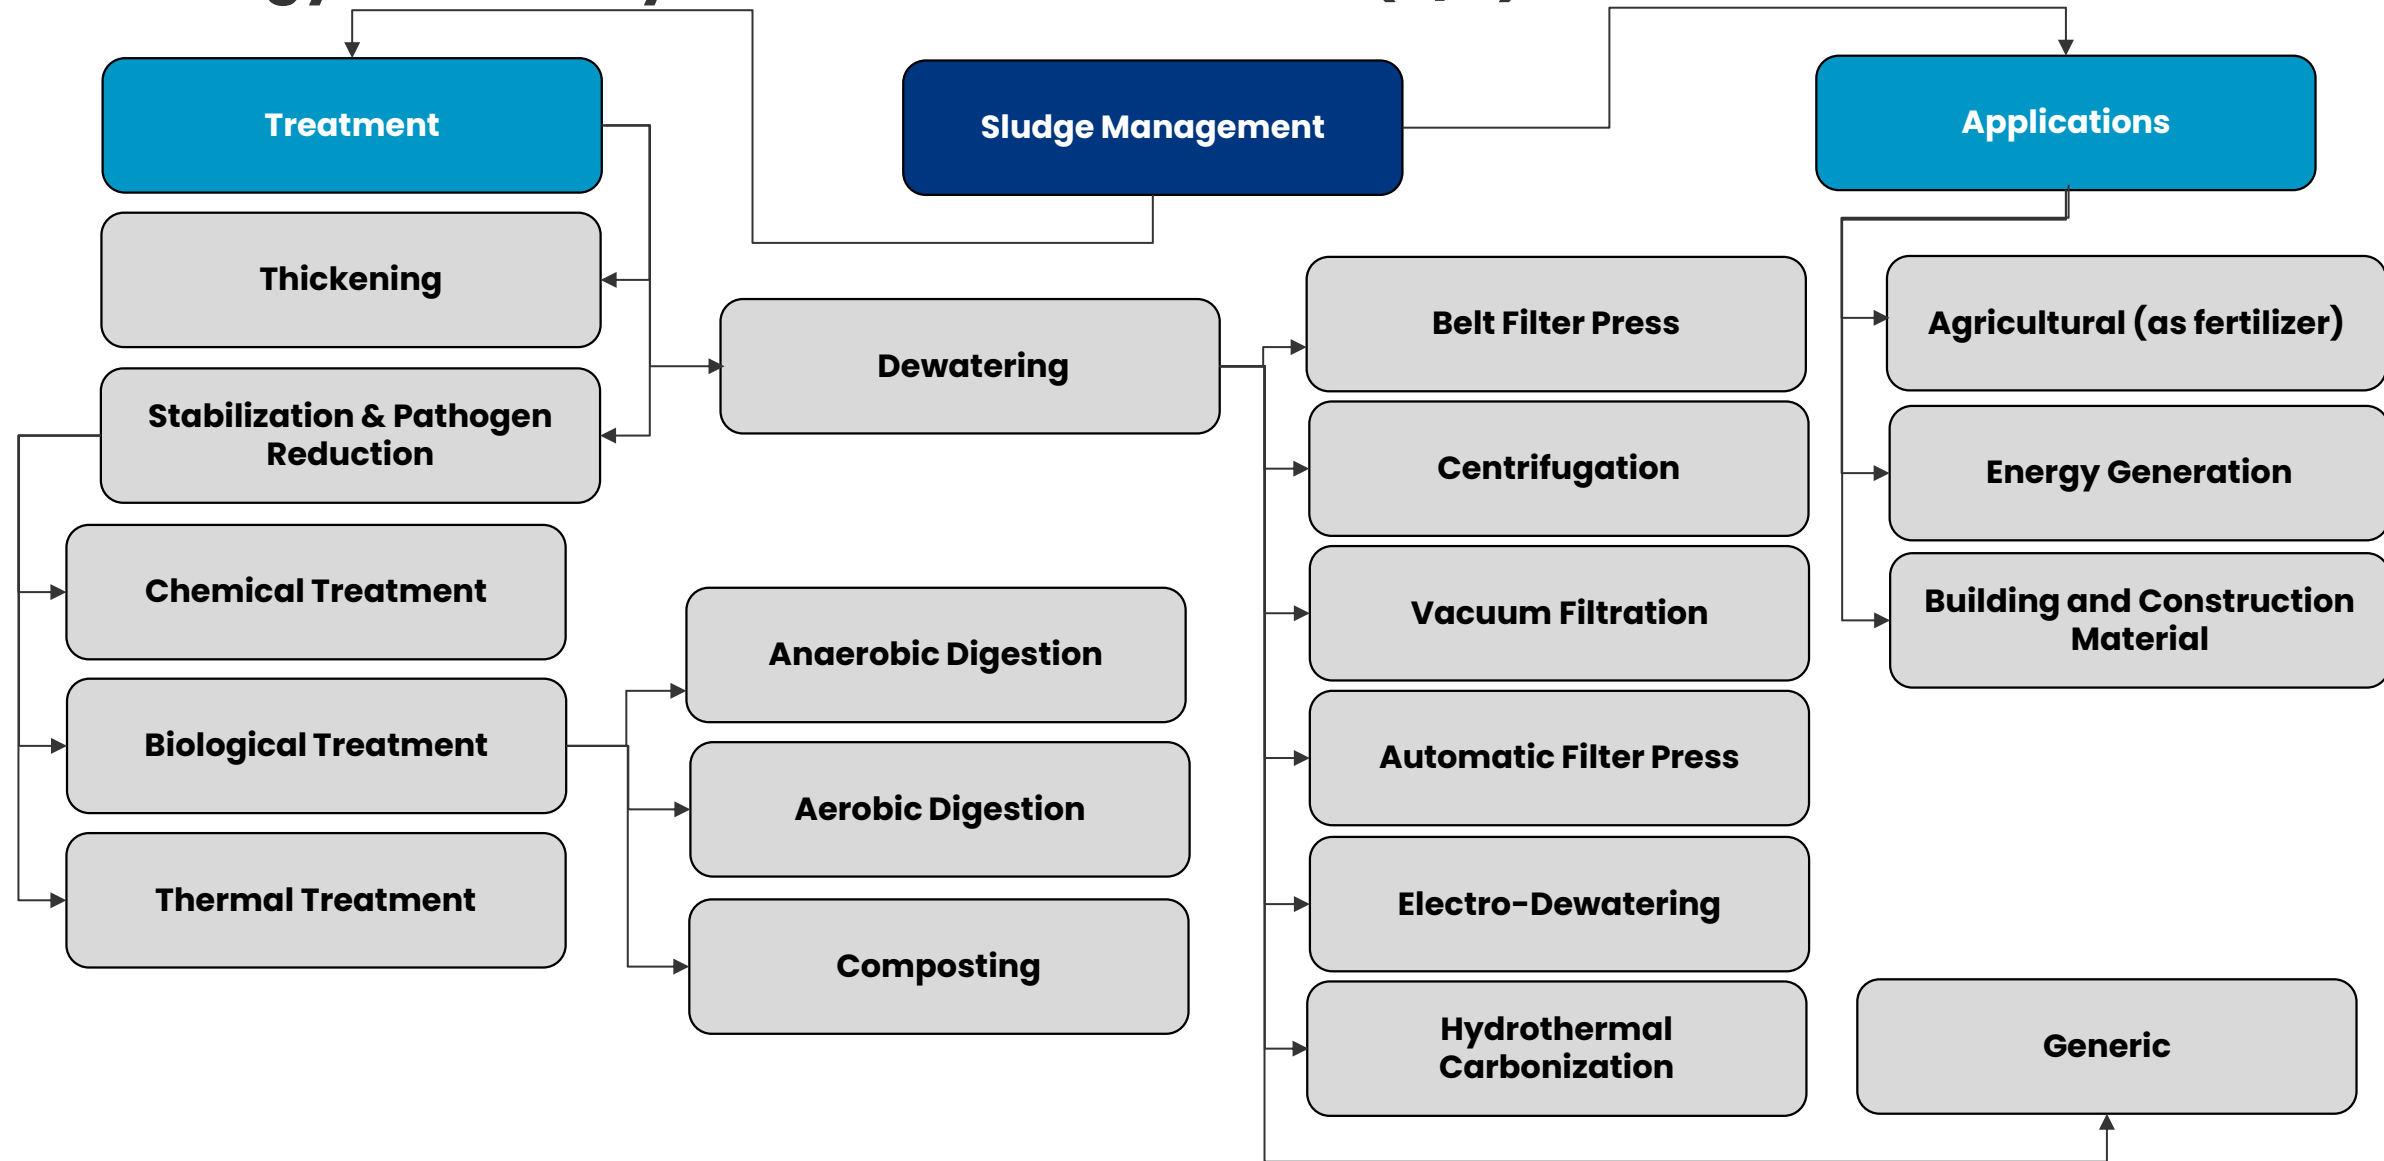 Treatment
Sludge Management
Applications
Thickening
Stabilization & Pathogen
Reduction
Chemical Treatment
Biological Treatment
Thermal Treatment
Dewatering
Anaerobic Digestion
Aerobic Digestion
Composting
Belt Filter Press
Centrifugation
Vacuum Filtration
Automatic Filter Press
Electro-Dewatering
Hydrothermal
Carbonization
Agricultural (as fertilizer)
Energy Generation
Building and Construction
Material
Generic